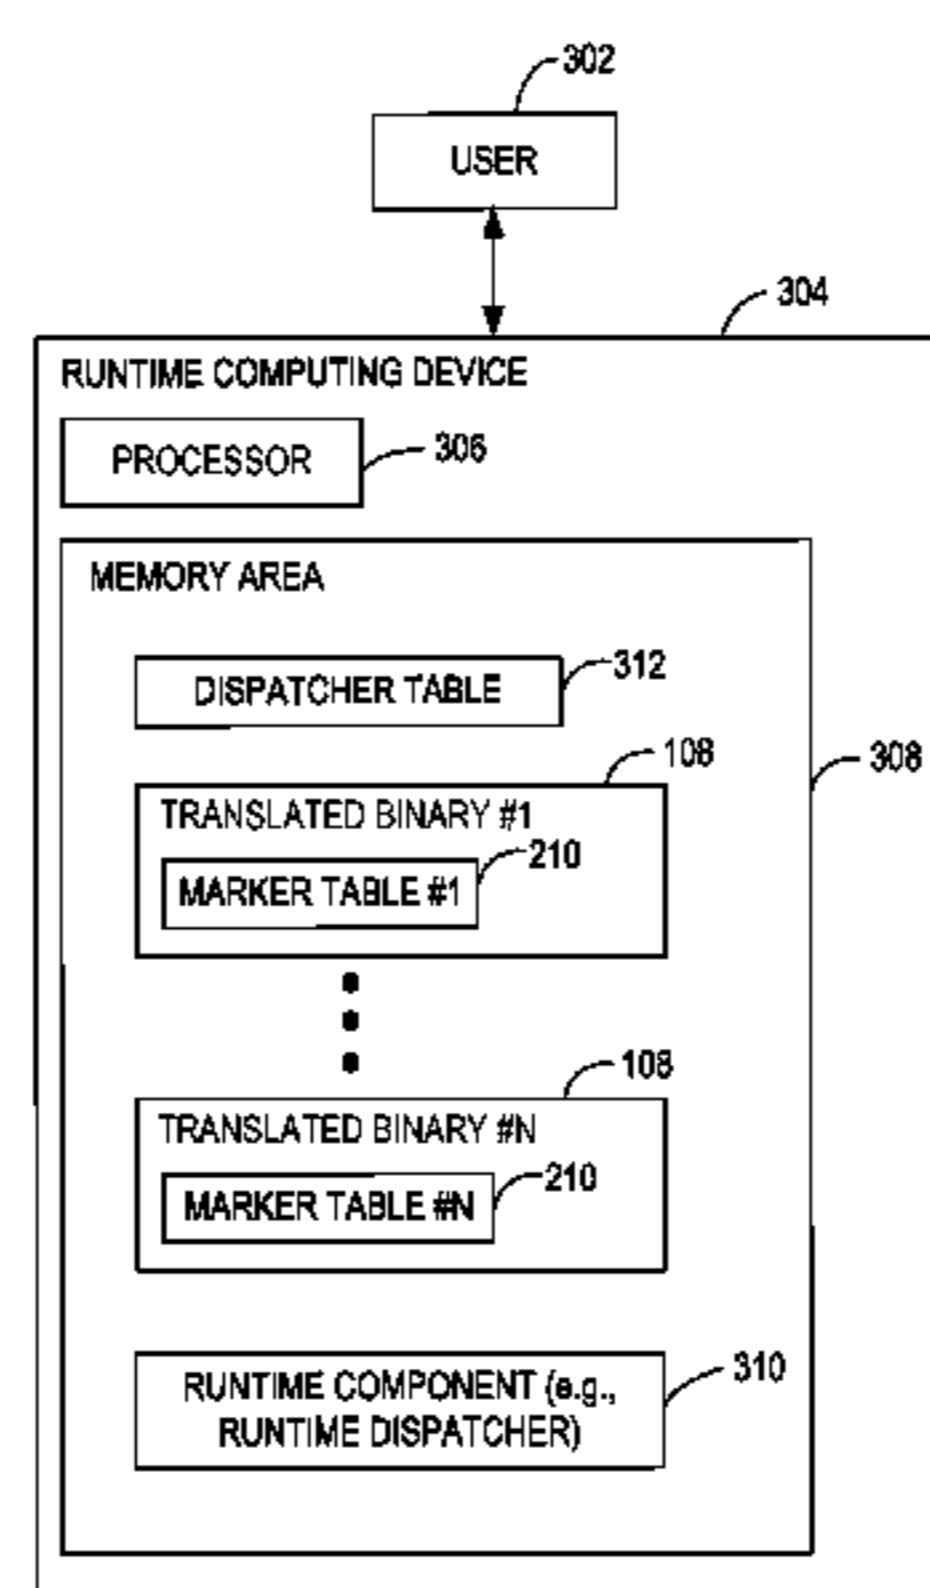 302
USER
304
RUNTIME COMPUTING DEVICE
PROCESSOR
306
MEMORY AREA
312
DISPATCHER TABLE
108
308
TRANSLATED BINARY #1
210
MARKER TABLE #1
108
TRANSLATED BINARY #N
210
MARKER TABLE #N
310
RUNTIME COMPONENT (e.g.,
RUNTIME DISPATCHER)